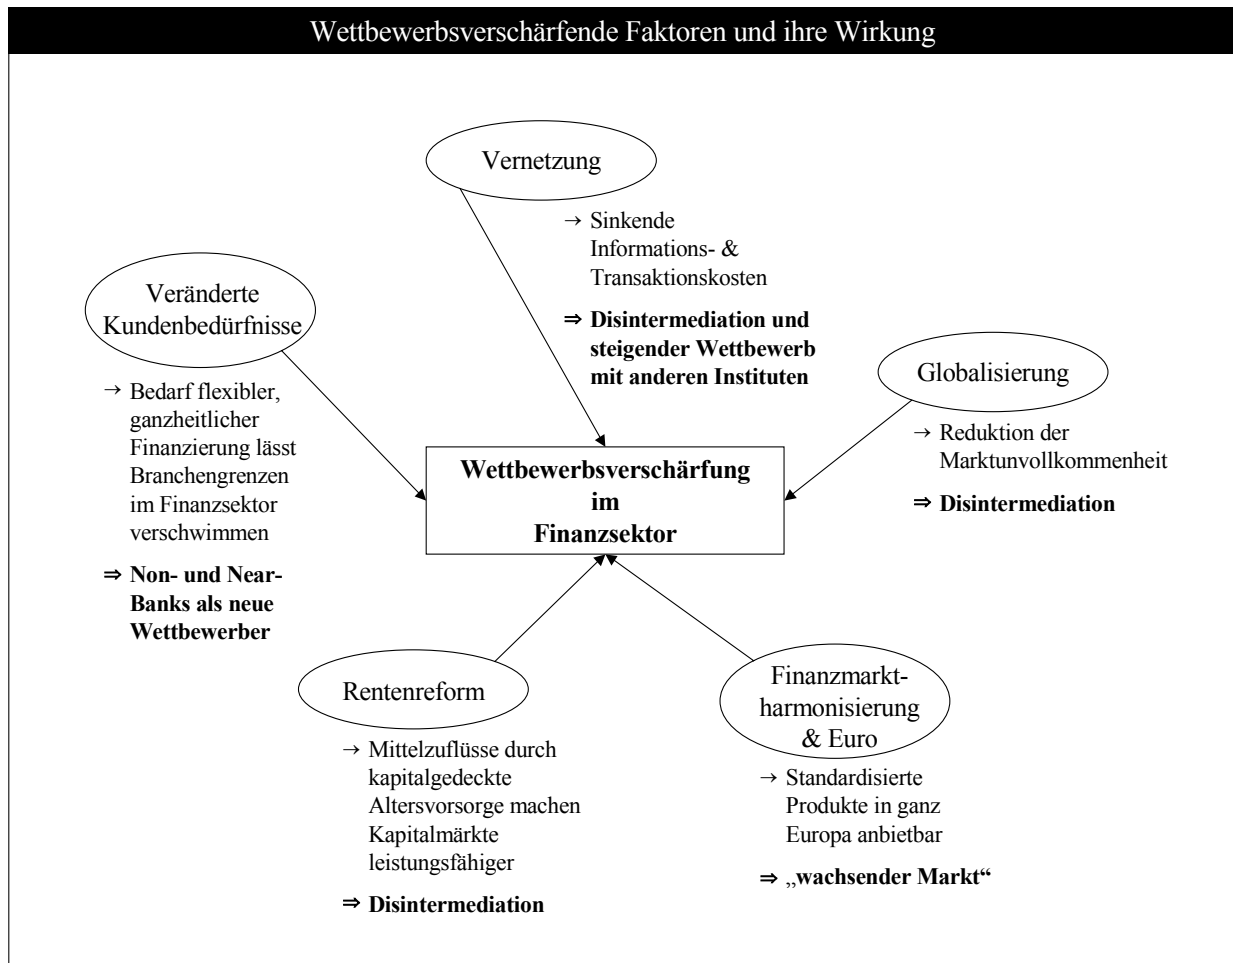 Wettbewerbsverschärfende Faktoren und ihre Wirkung
Vernetzung
→ Sinkende
Informations- &
Transaktionskosten
⇒ Disintermediation und
steigender Wettbewerb
mit anderen Instituten
Veränderte
Kundenbedürfnisse
→ Bedarf flexibler,
ganzheitlicher
Finanzierung lässt
Branchengrenzen
im Finanzsektor
verschwimmen
⇒ Non- und Near-
Banks als neue
Wettbewerber
Globalisierung
→ Reduktion der
Marktunvollkommenheit
⇒ Disintermediation
Wettbewerbsverschärfung
im
Finanzsektor
Rentenreform
→ Mittelzuflüsse durch
kapitalgedeckte
Altersvorsorge machen
Kapitalmärkte
leistungsfähiger
⇒ Disintermediation
Finanzmarkt-
harmonisierung
& Euro
→ Standardisierte
Produkte in ganz
Europa anbietbar
⇒ „wachsender Markt“